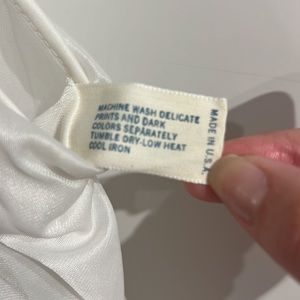 MACHINE WASH DELICATE
PRINTS AND DARK
COLORS SEPARATELY
TUMBLE DRY-LOW HEAT
COOL IRON
MADE IN U.S.A.